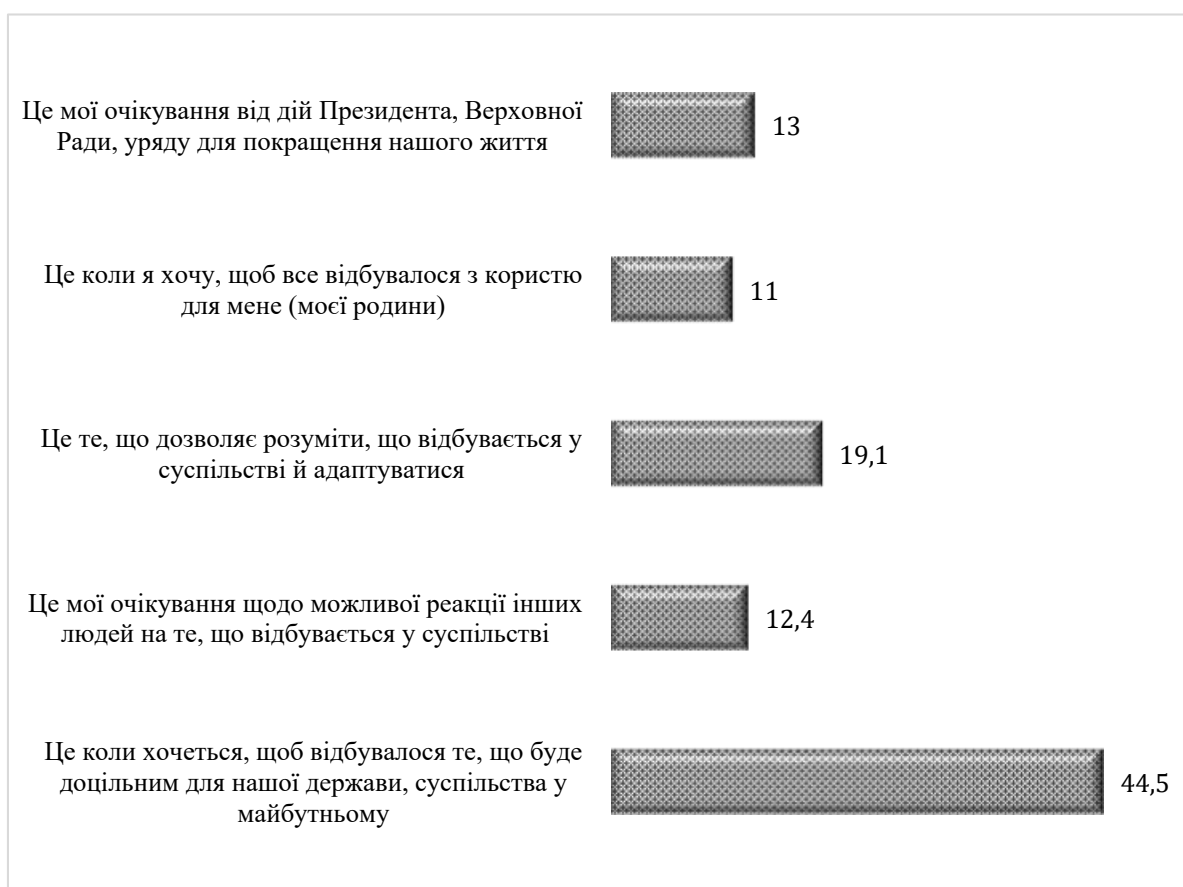 Це мої очікування від дій Президента, Верховної
Ради, уряду для покращення нашого життя
13
Це коли я хочу, щоб все відбувалося з користю
для мене (моєї родини)
11
Це те, що дозволяє розуміти, що відбувається у
суспільстві й адаптуватися
19,1
Це мої очікування щодо можливої реакції інших
людей на те, що відбувається у суспільстві
12,4
Це коли хочеться, щоб відбувалося те, що буде
доцільним для нашої держави, суспільства у
майбутньому
44,5